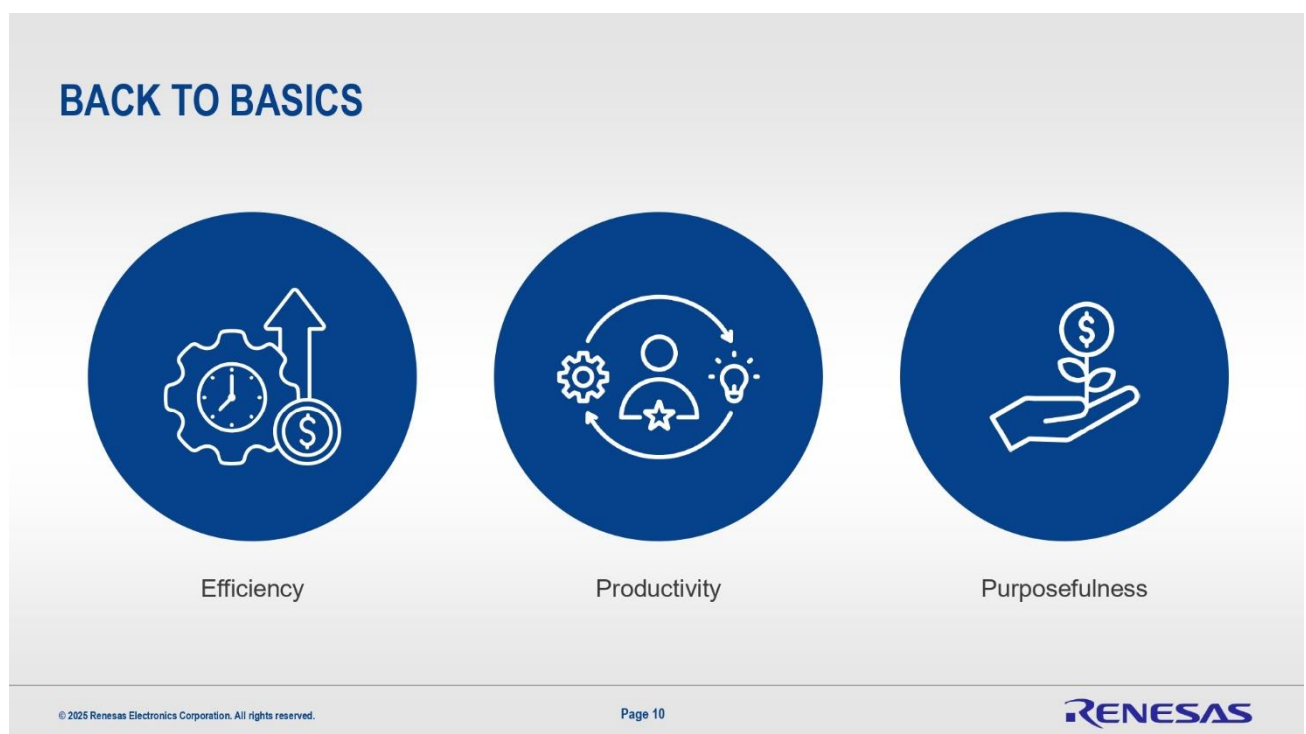 BACK TO BASICS
$
$
Efficiency
Productivity
Purposefulness
© 2025 Renesas Electronics Corporation. All rights reserved.
Page 10
RENESAS